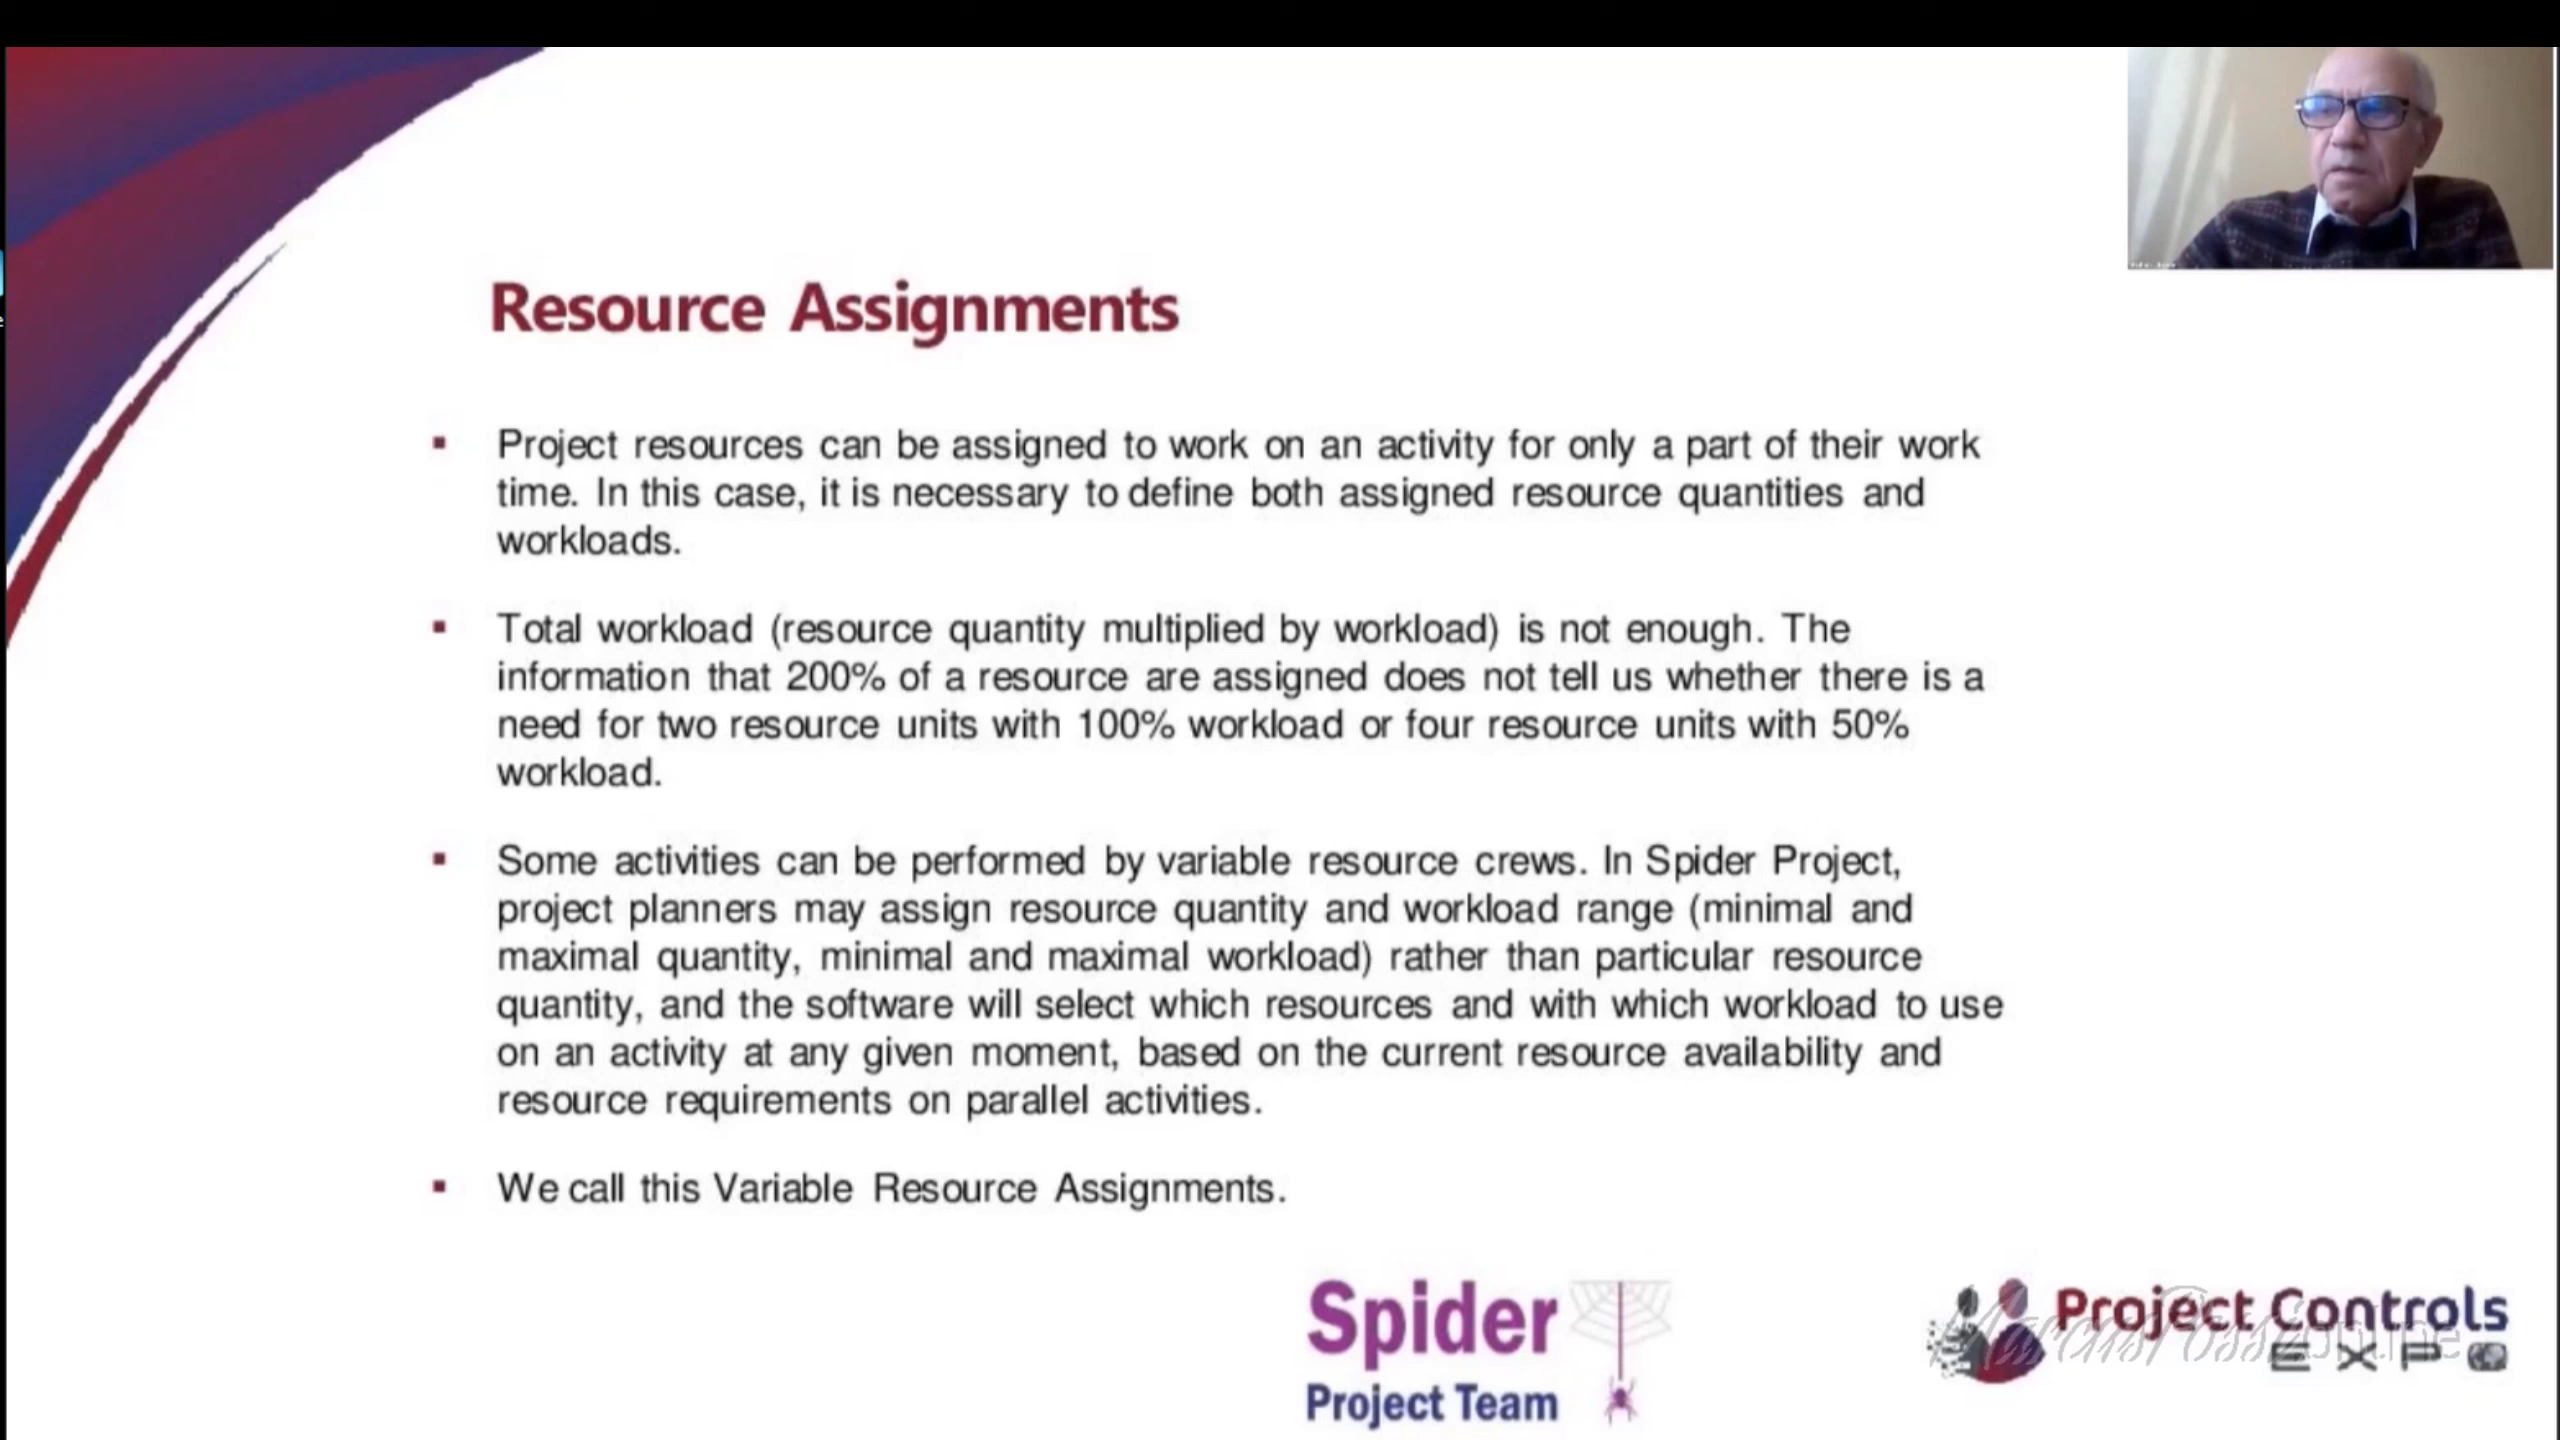 Resource Assignments
▪ Project resources can be assigned to work on an activity for only a part of their work
time. In this case, it is necessary to define both assigned resource quantities and
workloads.
▪ Total workload (resource quantity multiplied by workload) is not enough. The
information that 200% of a resource are assigned does not tell us whether there is a
need for two resource units with 100% workload or four resource units with 50%
workload.
▪ Some activities can be performed by variable resource crews. In Spider Project,
project planners may assign resource quantity and workload range (minimal and
maximal quantity, minimal and maximal workload) rather than particular resource
quantity, and the software will select which resources and with which workload to use
on an activity at any given moment, based on the current resource availability and
resource requirements on parallel activities.
▪ We call this Variable Resource Assignments.
Spider
Project Team
Project Controls
EXPO